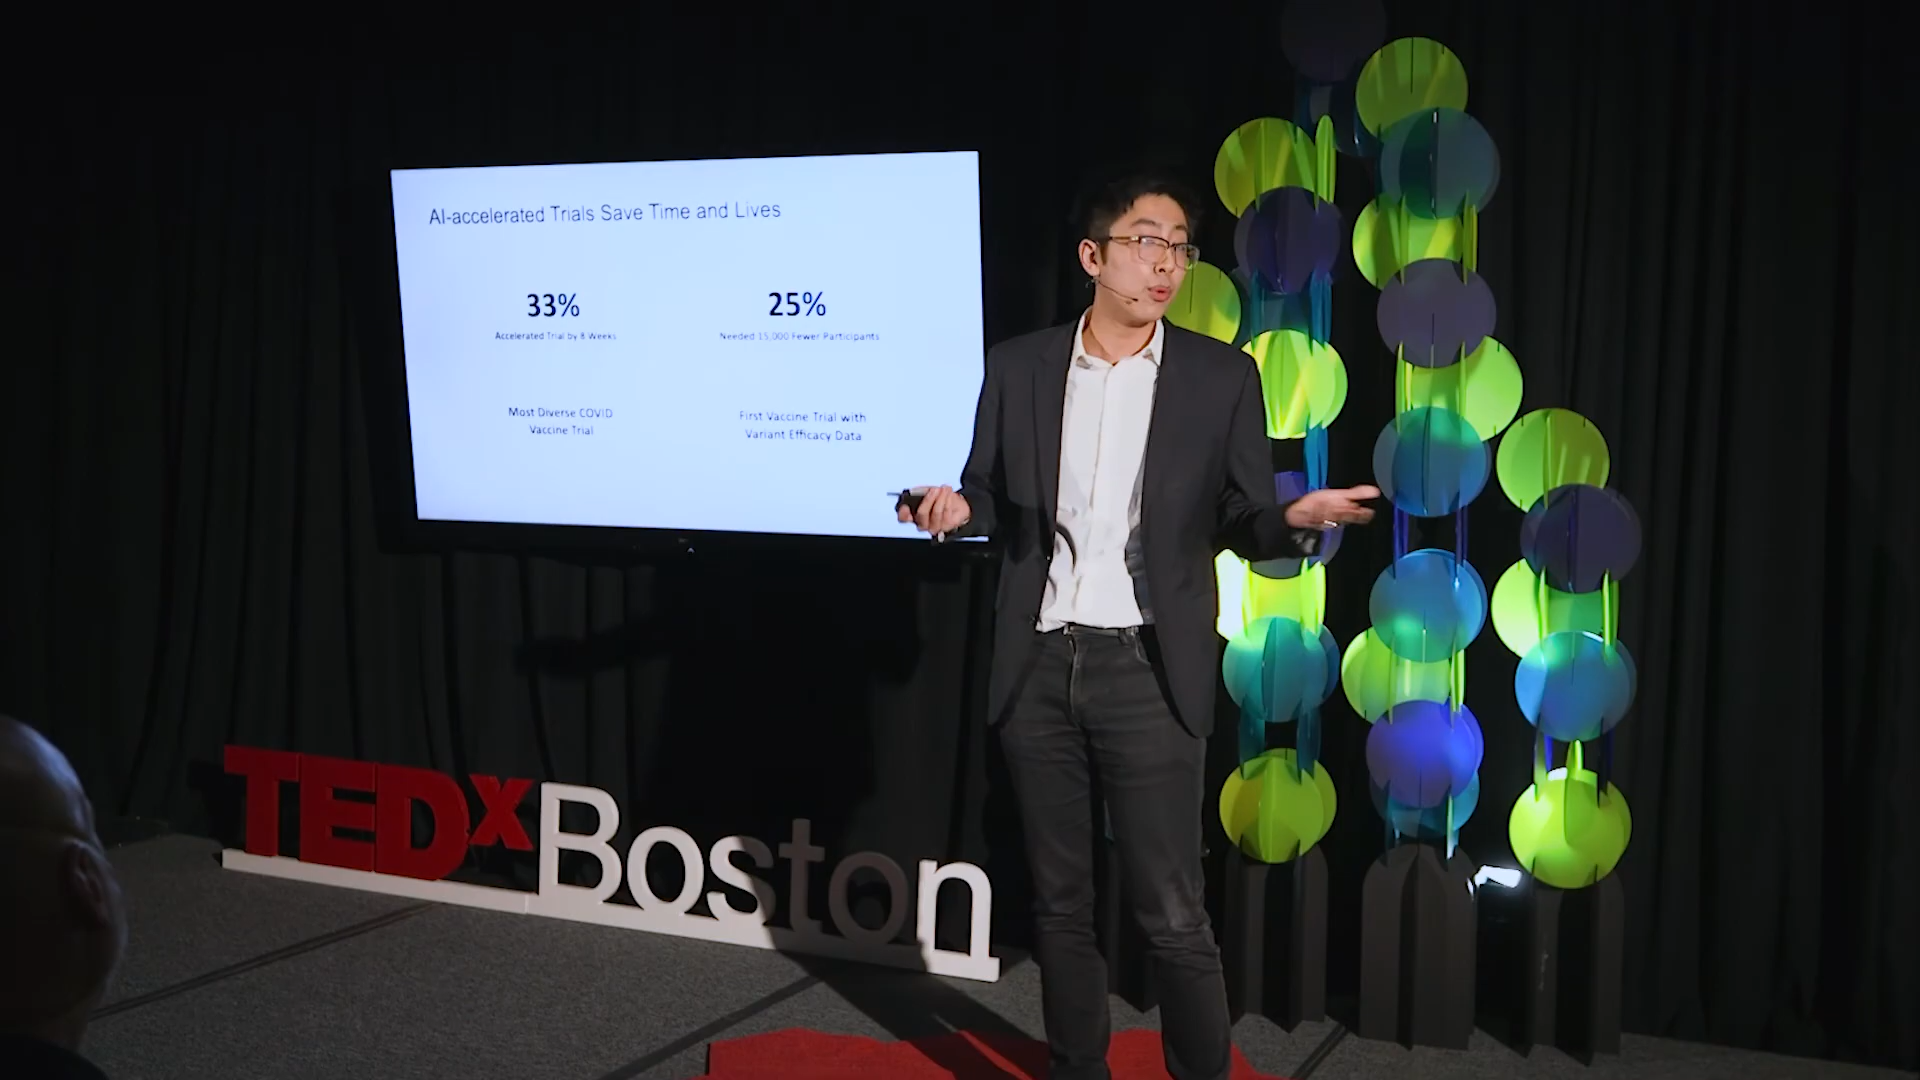 AI-accelerated Trials Save Time and Lives
33%
Accelerated Trial by 8 Weeks
25%
Needed 15,000 Fewer Participants
Most Diverse COVID
Vaccine Trial
First Vaccine Trial with
Variant Efficacy Data
TEDxBoston